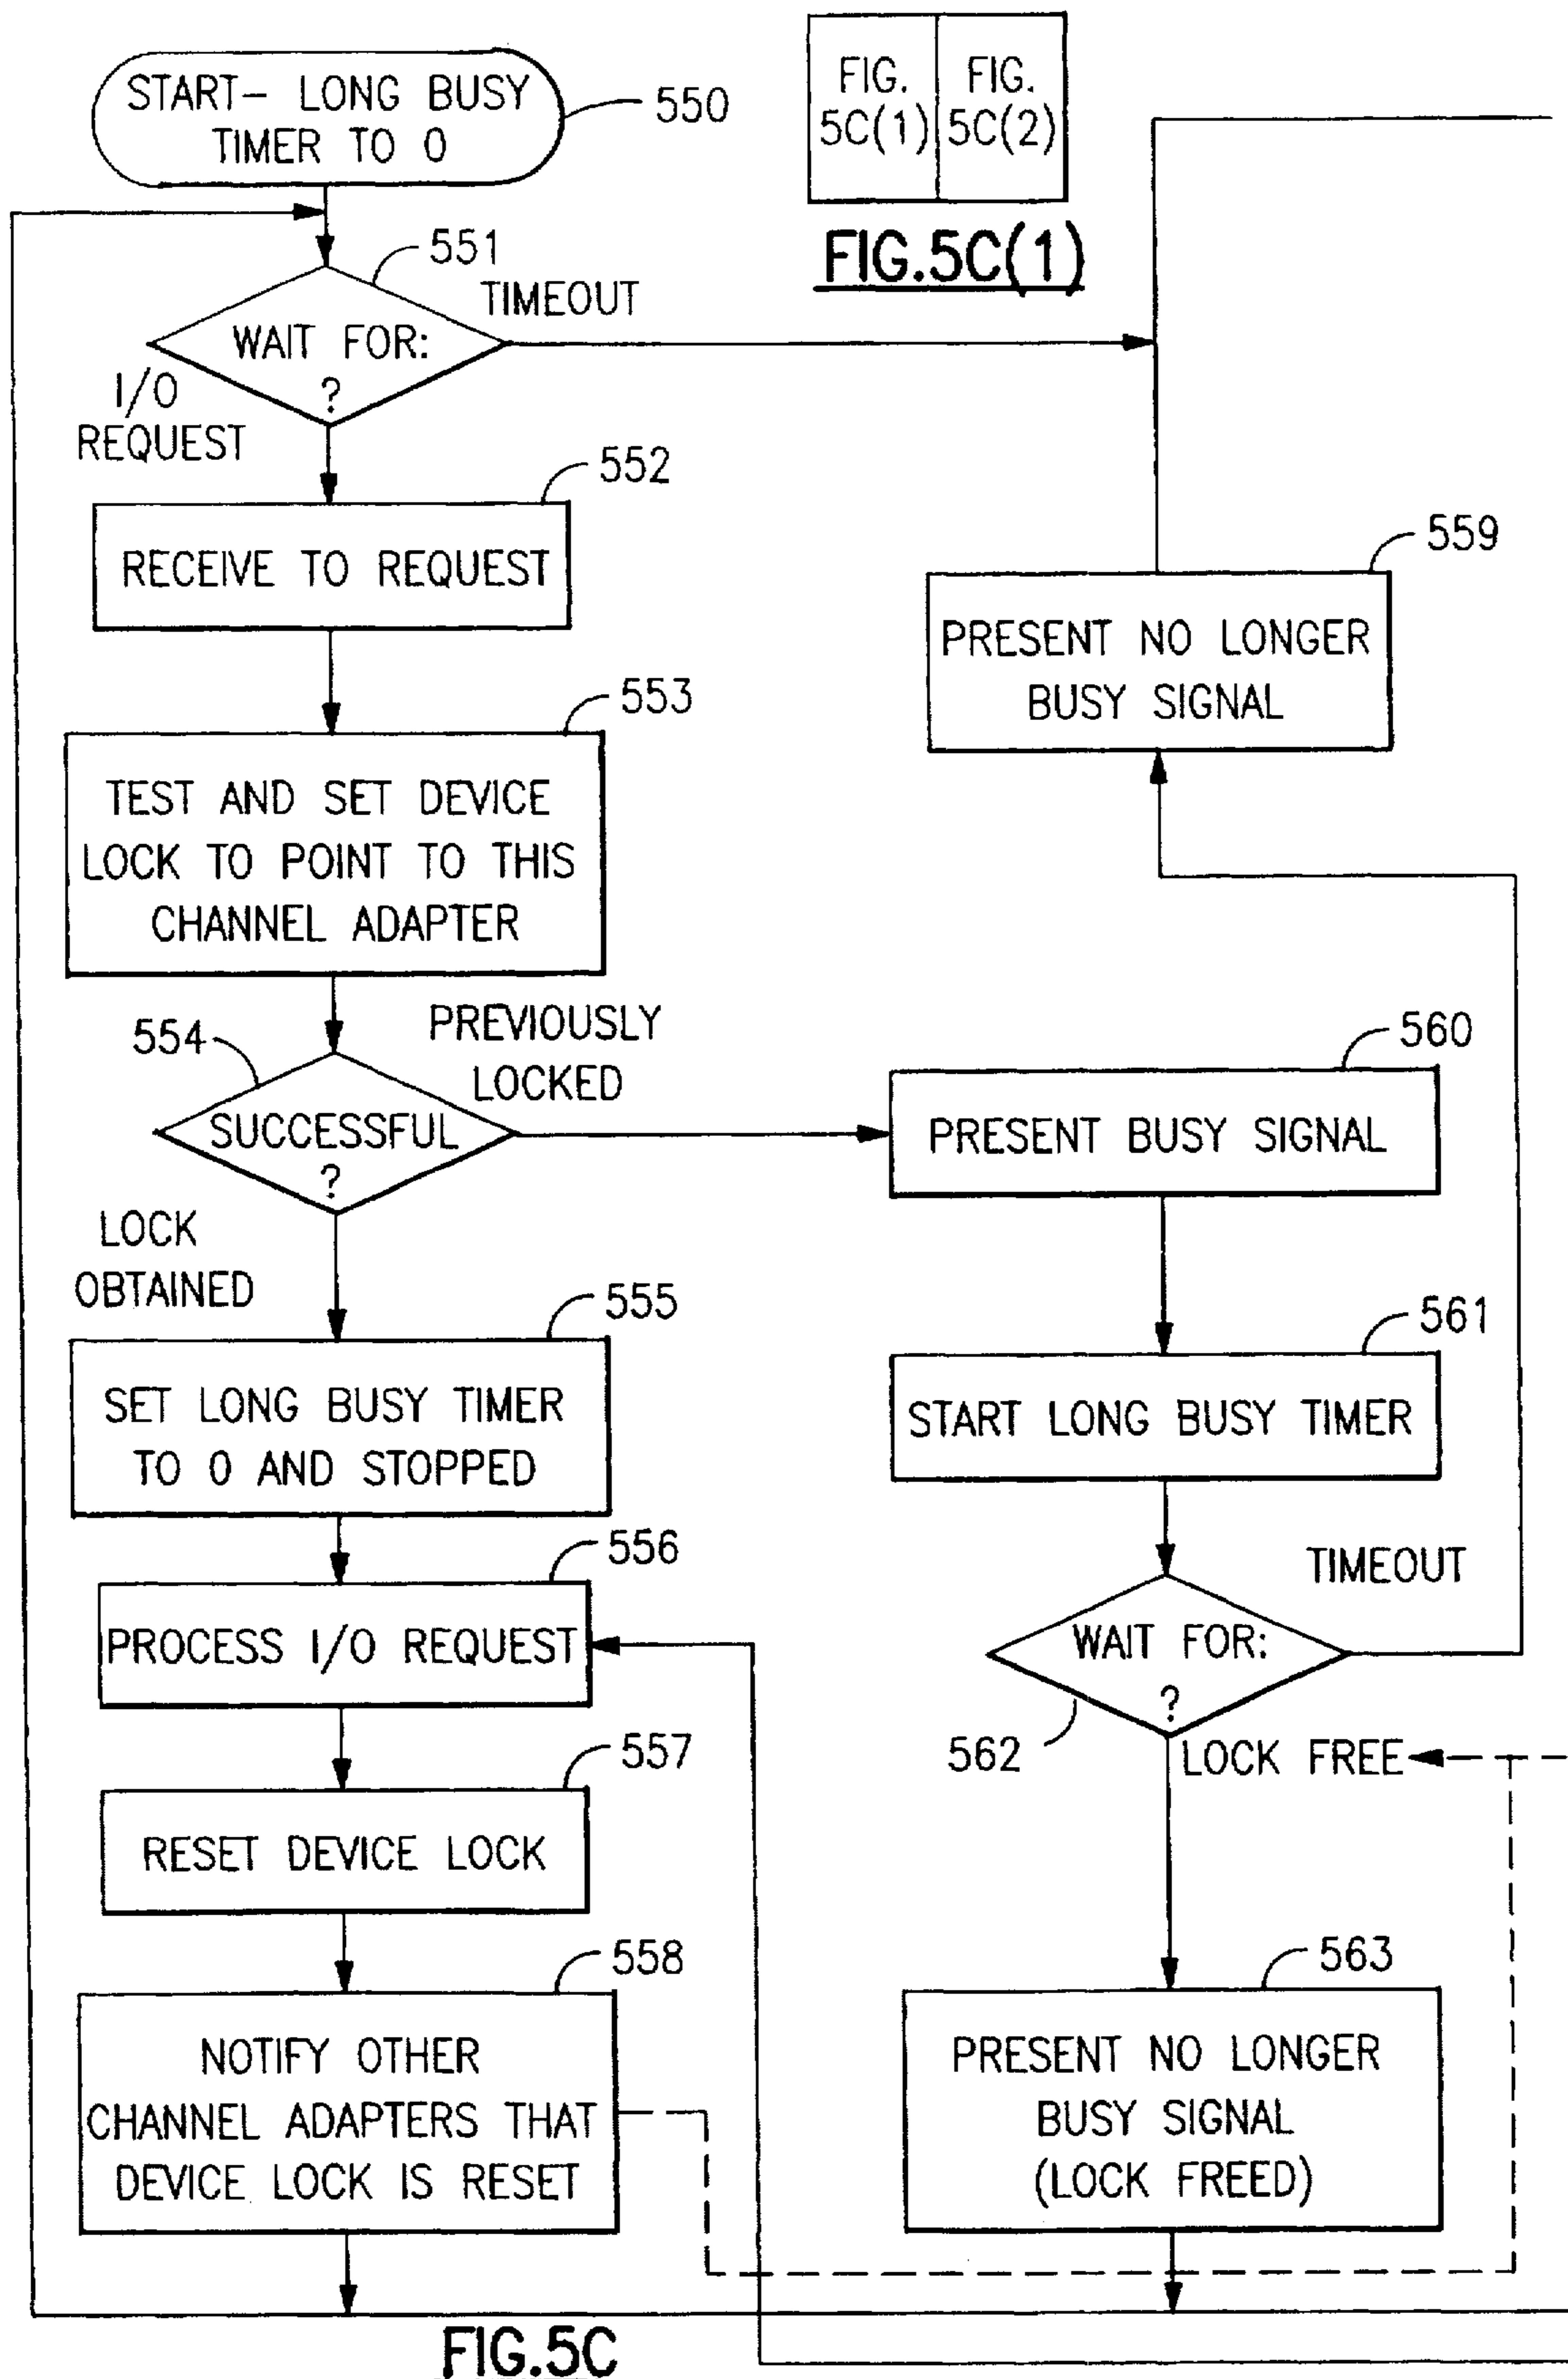 START- LONG BUSY
TIMER TO 0
550
FIG.
5C(1)
FIG.
5C(2)
FIG.5C(1)
551
TIMEOUT
WAIT FOR:
?
I/O
REQUEST
552
RECEIVE TO REQUEST
559
PRESENT NO LONGER
BUSY SIGNAL
553
TEST AND SET DEVICE
LOCK TO POINT TO THIS
CHANNEL ADAPTER
554
PREVIOUSLY
LOCKED
SUCCESSFUL
?
560
PRESENT BUSY SIGNAL
LOCK
OBTAINED
555
SET LONG BUSY TIMER
TO 0 AND STOPPED
561
START LONG BUSY TIMER
556
PROCESS I/O REQUEST
TIMEOUT
WAIT FOR:
?
562
LOCK FREE
557
RESET DEVICE LOCK
558
NOTIFY OTHER
CHANNEL ADAPTERS THAT
DEVICE LOCK IS RESET
563
PRESENT NO LONGER
BUSY SIGNAL
(LOCK FREED)
FIG.5C